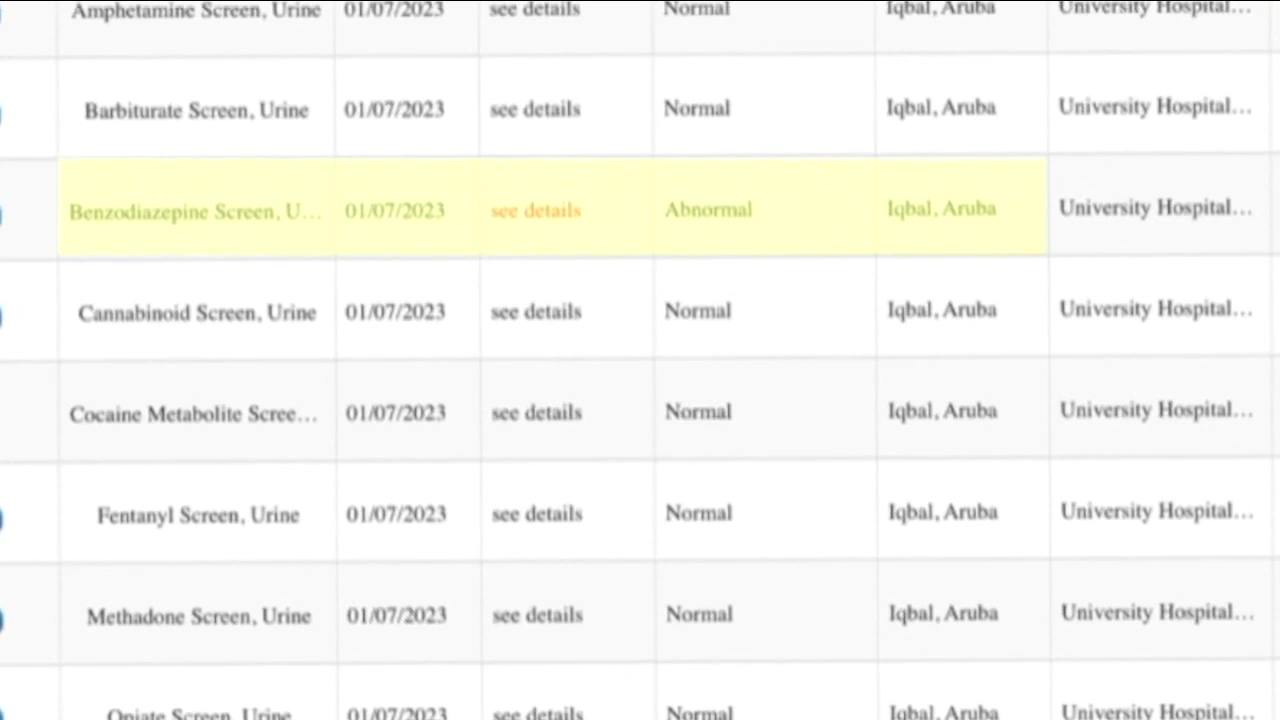 Amphetamine Screen, Urine 01/07/2023 see details Normal Iqbal, Aruba University Hospital...
Barbiturate Screen, Urine 01/07/2023 see details Normal Iqbal, Aruba University Hospital...
Benzodiazepine Screen, U... 01/07/2023 see details Abnormal Iqbal, Aruba University Hospital...
Cannabinoid Screen, Urine 01/07/2023 see details Normal Iqbal, Aruba University Hospital...
Cocaine Metabolite Scree... 01/07/2023 see details Normal Iqbal, Aruba University Hospital...
Fentanyl Screen, Urine 01/07/2023 see details Normal Iqbal, Aruba University Hospital...
Methadone Screen, Urine 01/07/2023 see details Normal Iqbal, Aruba University Hospital...
Opiate Screen, Urine 01/07/2023 see details Normal Iqbal, Aruba University Hospital...